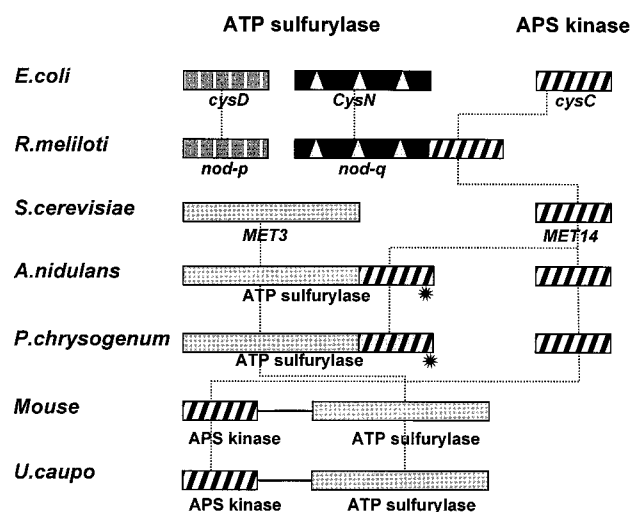 ATP sulfurylase APS kinase
E.coli
cysD CysN cysC
R.meliloti
nod-p nod-q
S.cerevisiae
MET3 MET14
A.nidulans
ATP sulfurylase
P.chrysogenum
ATP sulfurylase
Mouse
APS kinase ATP sulfurylase
U.caupo
APS kinase ATP sulfurylase